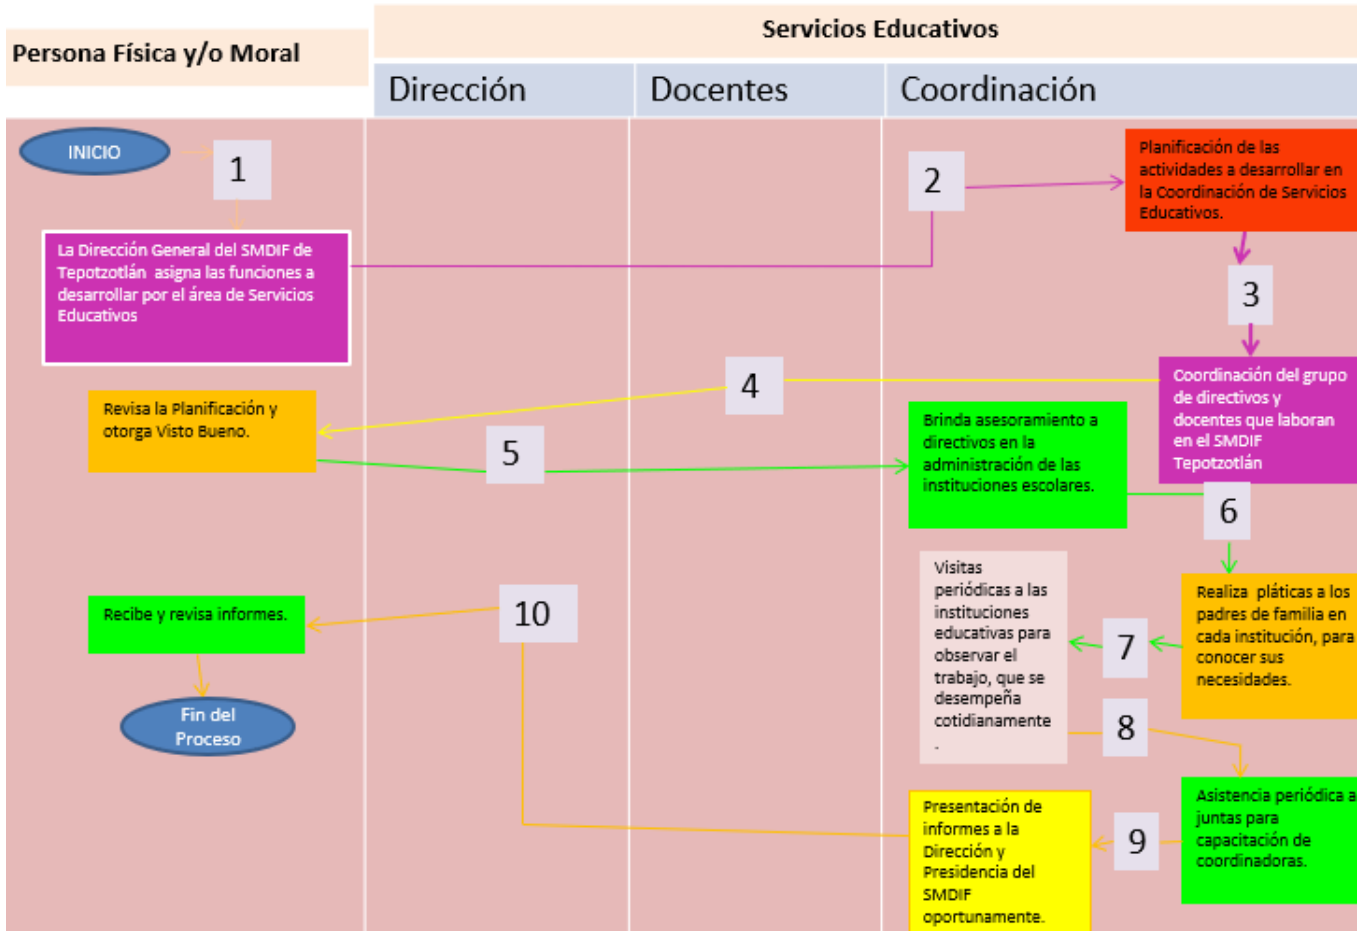 Persona Física y/o Moral
Servicios Educativos
Dirección
Docentes
Coordinación
INICIO
1
La Dirección General del SMDIF de
Tepotzotlán  asigna las funciones a
desarrollar por el área de Servicios
Educativos
2
Planificación de las
actividades a desarrollar en
la Coordinación de Servicios
Educativos.
3
Coordinación del grupo
de directivos y
docentes que laboran
en el SMDIF
Tepotzotlán
4
Revisa la Planificación y
otorga Visto Bueno.
5
Brinda asesoramiento a
directivos en la
administración de las
instituciones escolares.
6
Realiza  pláticas a los
padres de familia en
cada institución, para
conocer sus
necesidades.
7
Visitas
periódicas a las
instituciones
educativas para
observar el
trabajo, que se
desempeña
cotidianamente
.
8
Asistencia periódica a
juntas para
capacitación de
coordinadoras.
9
Presentación de
informes a la
Dirección y
Presidencia del
SMDIF
oportunamente.
10
Recibe y revisa informes.
Fin del
Proceso